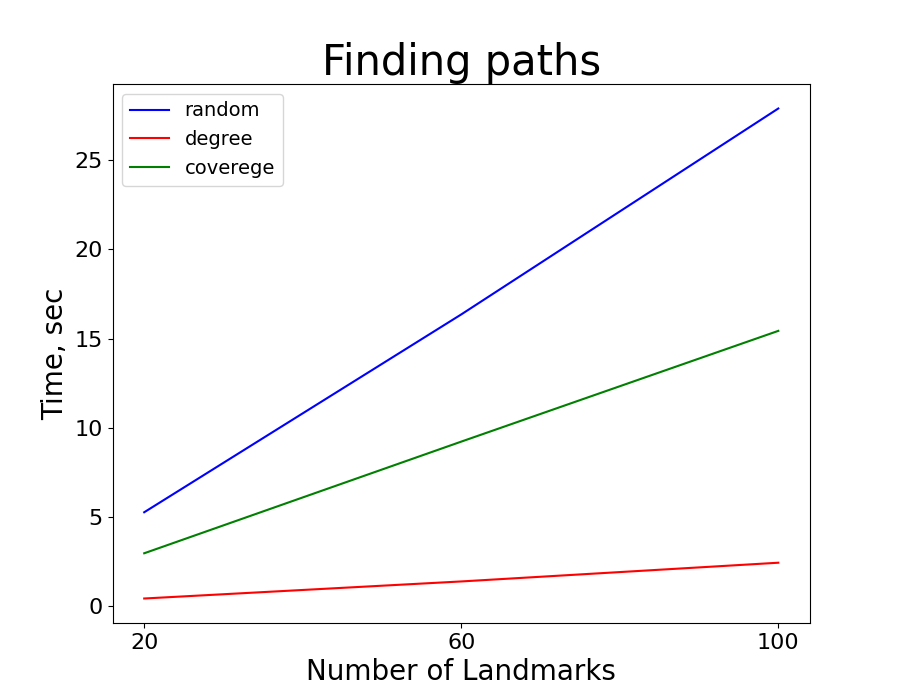 Finding paths
random
degree
coverege
25
20
15
10
5
0
Time, sec
20 60 100
Number of Landmarks